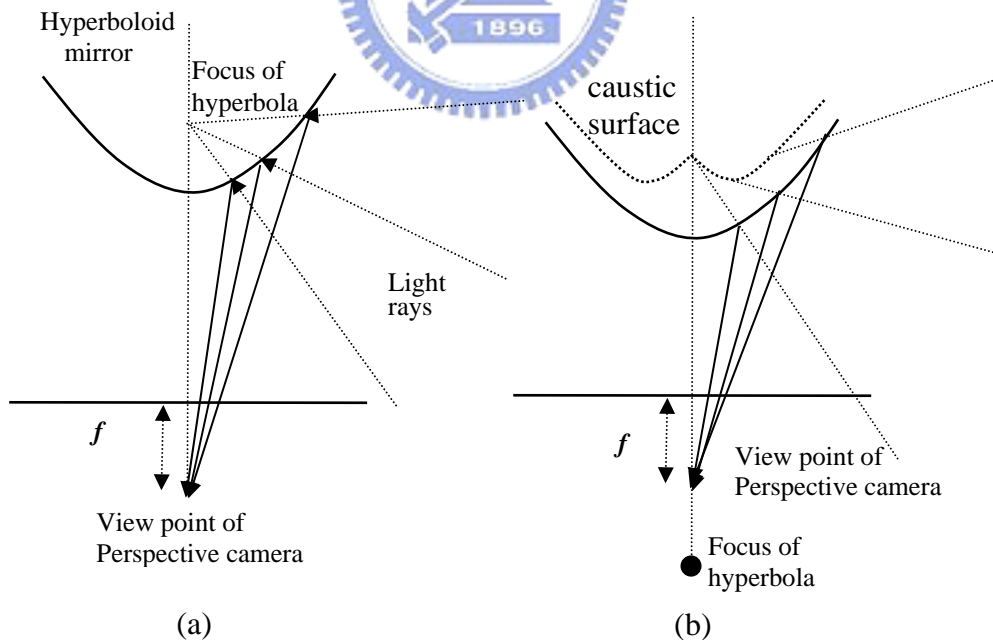 Hyperboloid
mirror
Focus of
hyperbola
Light
rays
f
View point of
Perspective camera
(a)
1896
caustic
surface
f
View point of
Perspective camera
Focus of
hyperbola
(b)